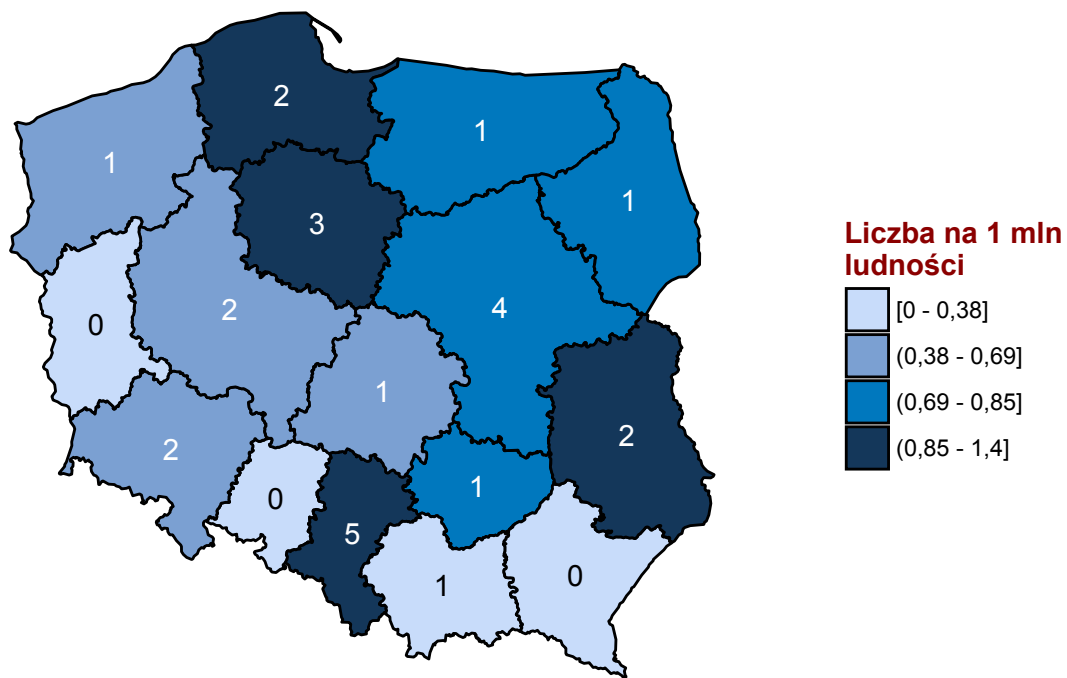 2
1
1
1
3
4
2
0
1
2
2
1
0
5
1
0
Liczba na 1 mln
ludności
[0 - 0,38]
(0,38 - 0,69]
(0,69 - 0,85]
(0,85 - 1,4]